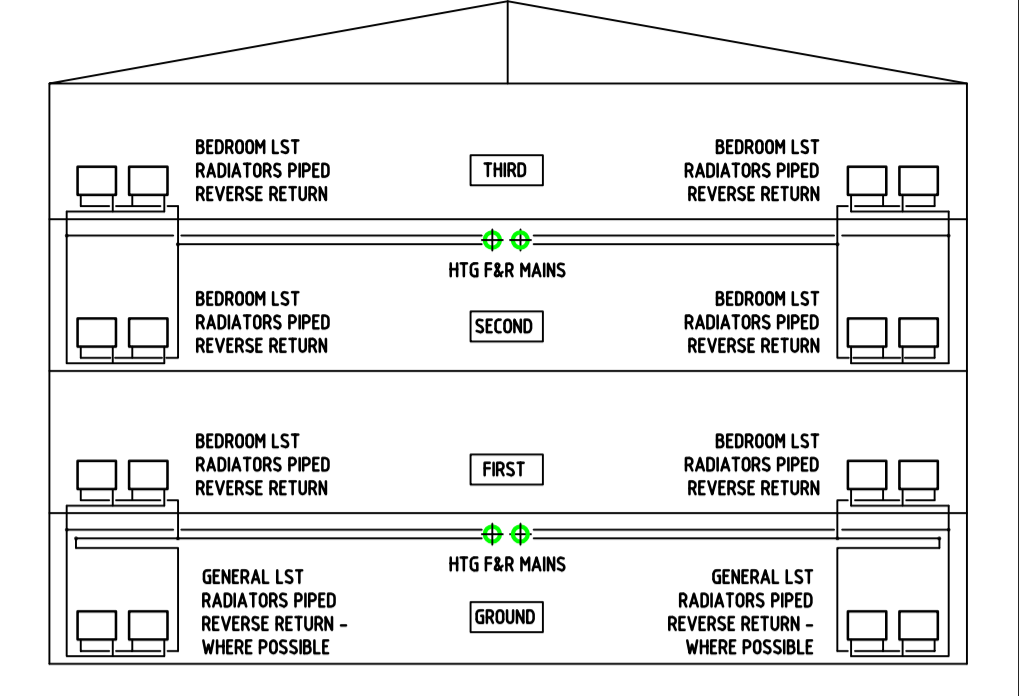 BEDROOM LST
RADIATORS PIPED
REVERSE RETURN
THIRD
BEDROOM LST
RADIATORS PIPED
REVERSE RETURN
HTG F&R MAINS
BEDROOM LST
RADIATORS PIPED
REVERSE RETURN
SECOND
BEDROOM LST
RADIATORS PIPED
REVERSE RETURN
BEDROOM LST
RADIATORS PIPED
REVERSE RETURN
FIRST
BEDROOM LST
RADIATORS PIPED
REVERSE RETURN
HTG F&R MAINS
GENERAL LST
RADIATORS PIPED
REVERSE RETURN -
WHERE POSSIBLE
GROUND
GENERAL LST
RADIATORS PIPED
REVERSE RETURN -
WHERE POSSIBLE